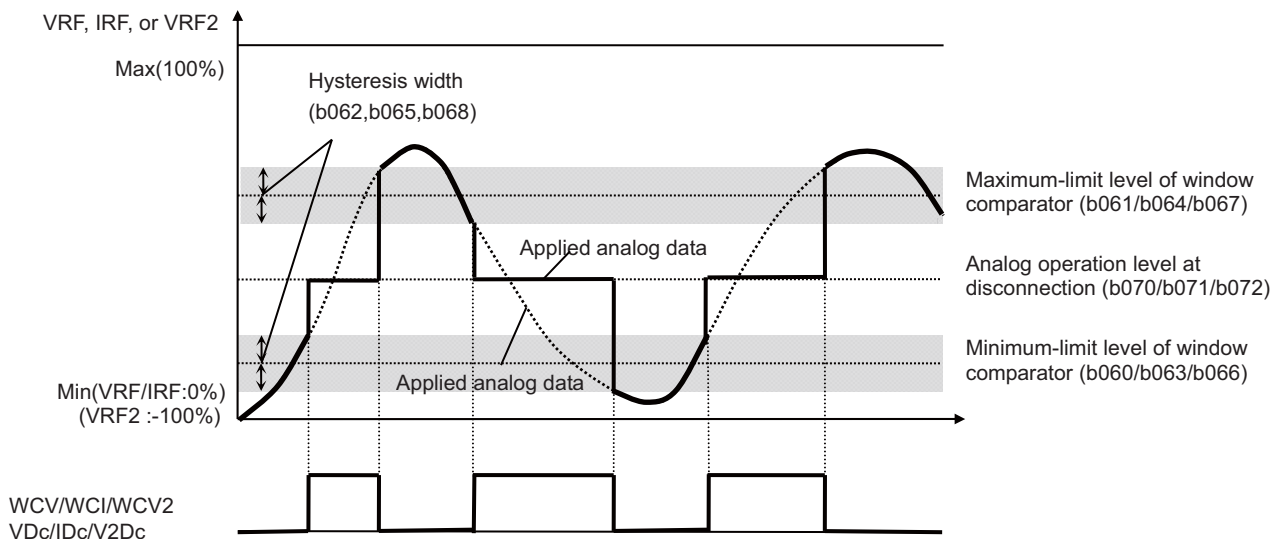 VRF, IRF, or VRF2
Max(100%)
Hysteresis width
(b062,b065,b068)
Maximum-limit level of window
comparator (b061/b064/b067)
Applied analog data
Analog operation level at
disconnection (b070/b071/b072)
Minimum-limit level of window
comparator (b060/b063/b066)
Applied analog data
Min(VRF/IRF:0%)
(VRF2 :-100%)
WCV/WCI/WCV2
VDc/IDc/V2Dc